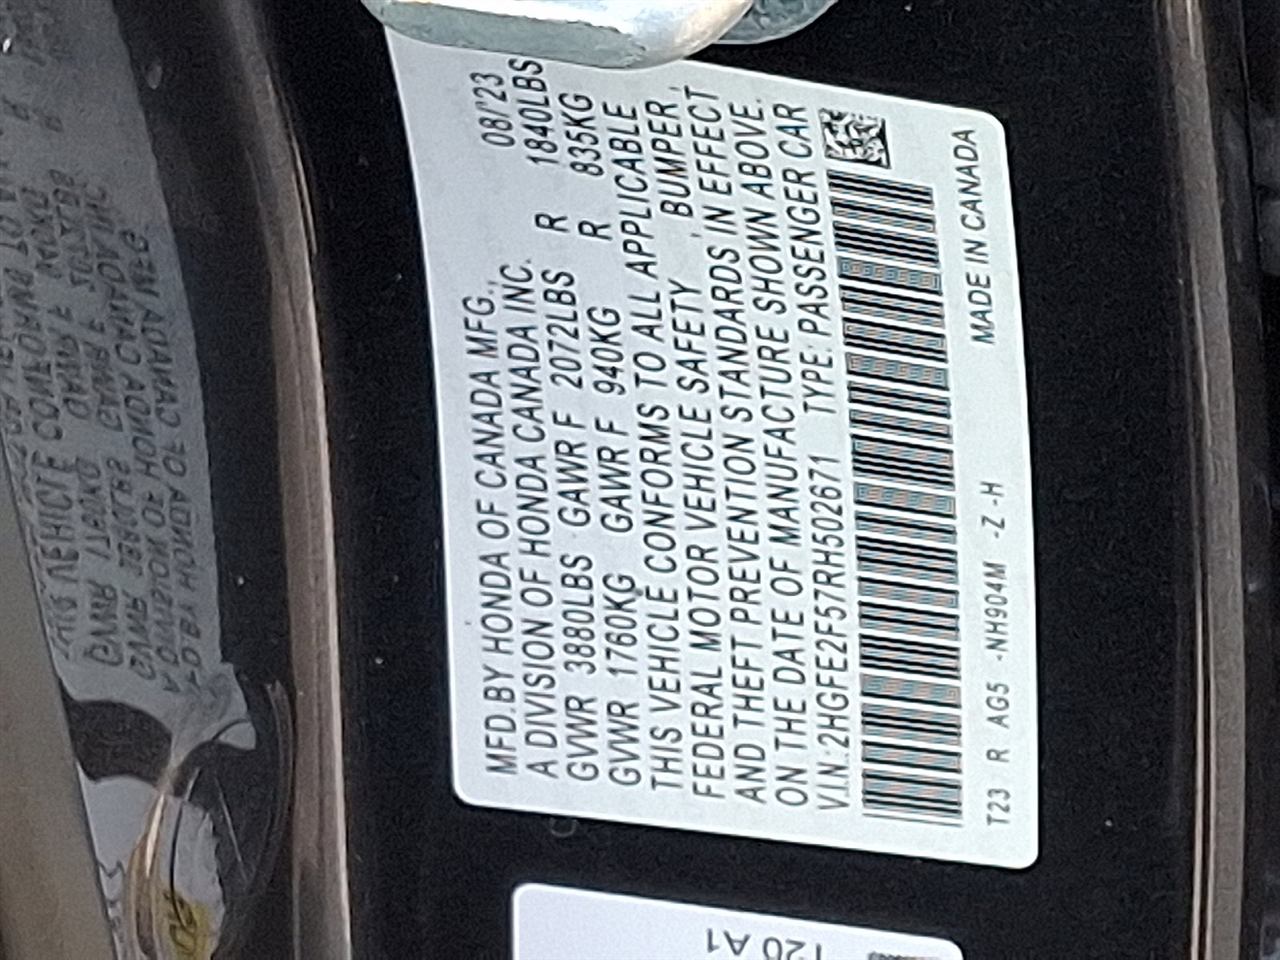 MFD.BY HONDA OF CANADA MFG., 08/'23
A DIVISION OF HONDA CANADA INC.
GVWR 3880LBS GAWR F 2072LBS R 1840LBS
GVWR 1760KG GAWR F 940KG R 835KG
THIS VEHICLE CONFORMS TO ALL APPLICABLE
FEDERAL MOTOR VEHICLE SAFETY , BUMPER,
AND THEFT PREVENTION STANDARDS IN EFFECT
ON THE DATE OF MANUFACTURE SHOWN ABOVE.
V.I.N.:2HGFE2F57RH502671 TYPE: PASSENGER CAR
T23 R AG5 -NH904M -Z -H MADE IN CANADA
T20 A1